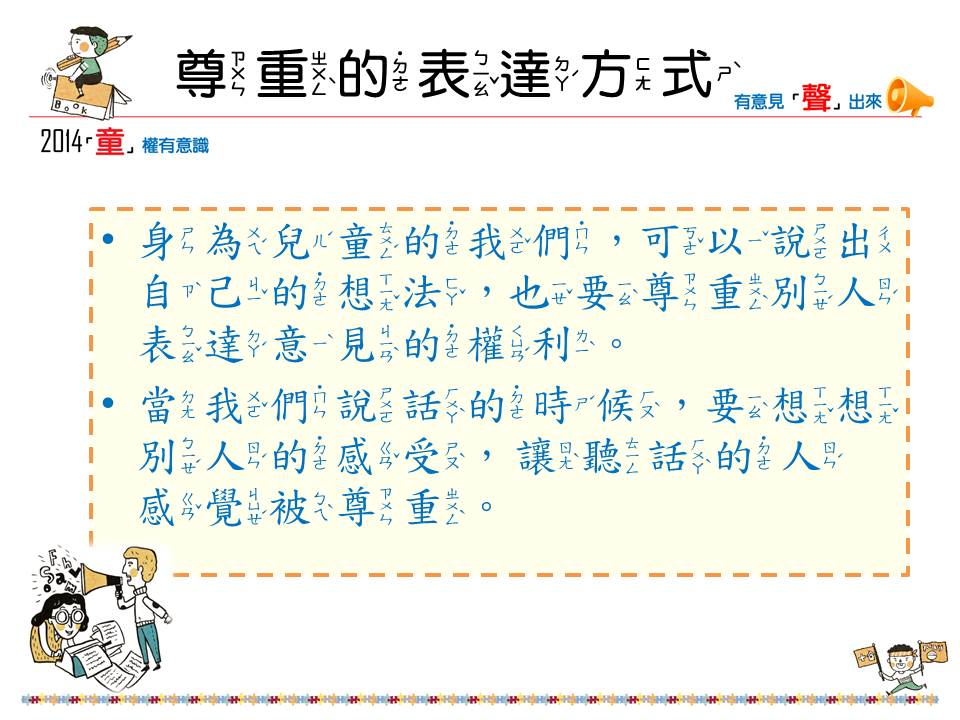 尊重的表達方式
有意見「聲」出來
2014「童」權有意識
• 身為兒童的我們，可以說出
自己的想法，也要尊重別人
表達意見的權利。
• 當我們說話的時候，要想想
別人的感受，讓聽話的人
感覺被尊重。
Book